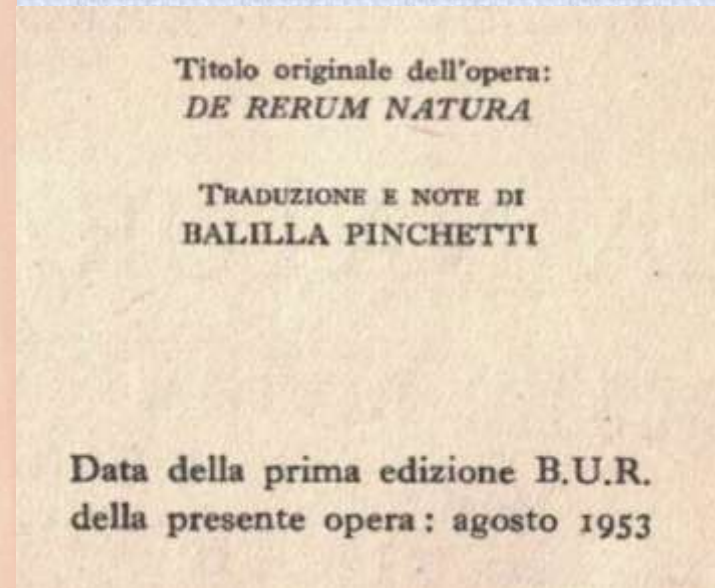 Titolo originale dell'opera:
DE RERUM NATURA
TRADUZIONE E NOTE DI
BALILLA PINCHETTI
Data della prima edizione B.U.R.
della presente opera: agosto 1953